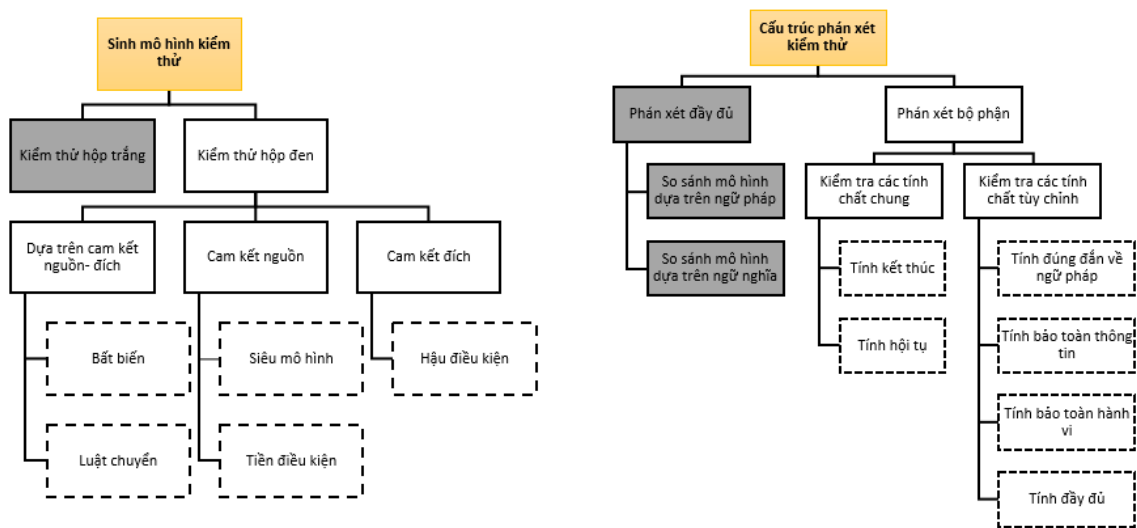 Sinh mô hình kiểm
thử
Kiểm thử hộp trắng
Kiểm thử hộp đen
Dựa trên cam kết
nguồn- đích
Cam kết nguồn
Cam kết đích
Bất biến
Siêu mô hình
Hậu điều kiện
Luật chuyển
Tiền điều kiện
Cấu trúc phán xét
kiểm thử
Phán xét đầy đủ
Phán xét bộ phận
So sánh mô hình
dựa trên ngữ pháp
So sánh mô hình
dựa trên ngữ nghĩa
Kiểm tra các tính
chất chung
Kiểm tra các tính
chất tùy chỉnh
Tính kết thúc
Tính hội tụ
Tính đúng đắn về
ngữ pháp
Tính bảo toàn thông
tin
Tính bảo toàn hành
vi
Tính đầy đủ